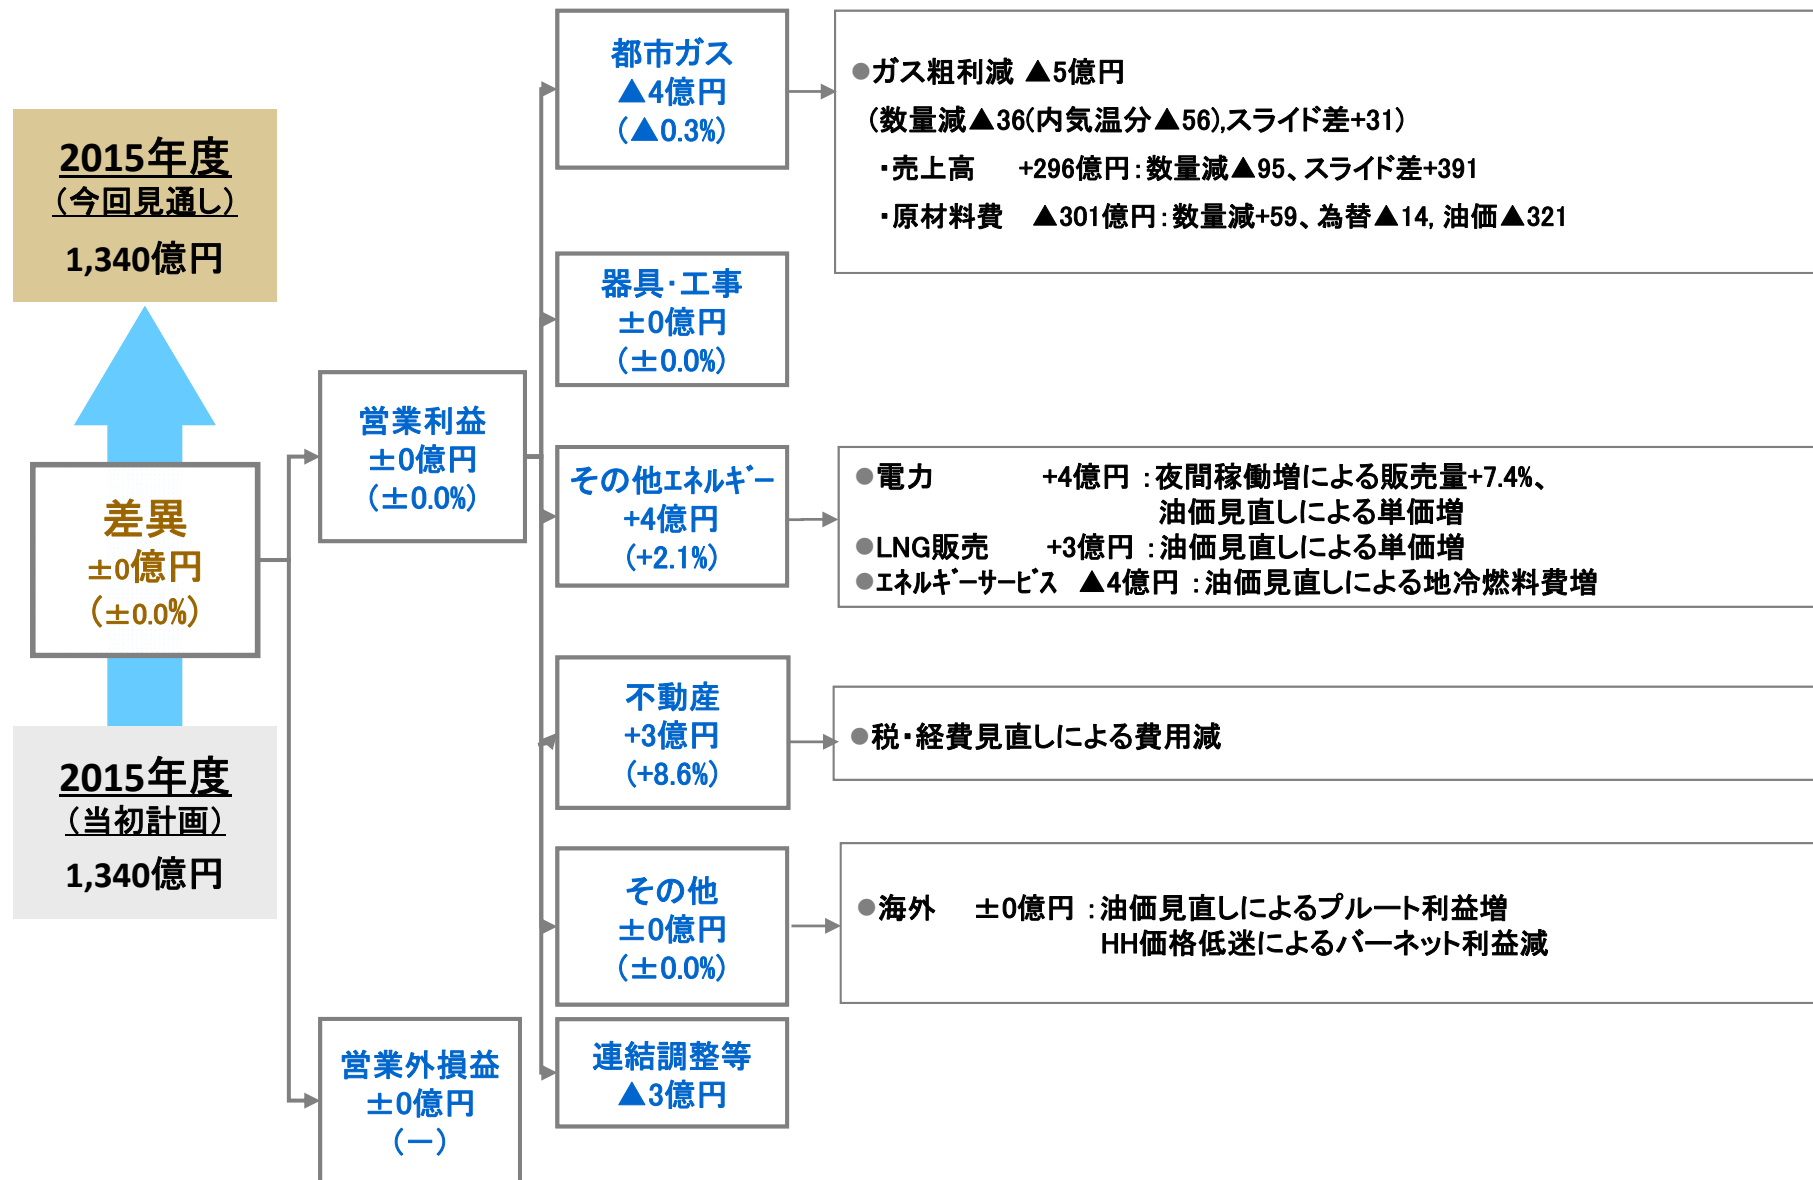 2015年度
（今回見通し）
1,340億円
差異
±0億円
（±0.0%）
2015年度
（当初計画）
1,340億円
営業利益
±0億円
（±0.0%）
営業外損益
±0億円
（－）
都市ガス
▲4億円
（▲0.3%）
器具・工事
±0億円
（±0.0%）
その他エネルギー
+4億円
（+2.1%）
不動産
+3億円
（+8.6%）
その他
±0億円
（±0.0%）
連結調整等
▲3億円
●ガス粗利減 ▲5億円
（数量減▲36(内気温分▲56),スライド差+31）
・売上高 +296億円：数量減▲95、スライド差+391
・原材料費 ▲301億円：数量減+59、為替▲14, 油価▲321
●電力 +4億円：夜間稼働増による販売量+7.4%、
油価見直しによる単価増
●LNG販売 +3億円：油価見直しによる単価増
●エネルギーサービス ▲4億円：油価見直しによる地冷燃料費増
●税・経費見直しによる費用減
●海外 ±0億円：油価見直しによるプルート利益増
HH価格低迷によるバーネット利益減